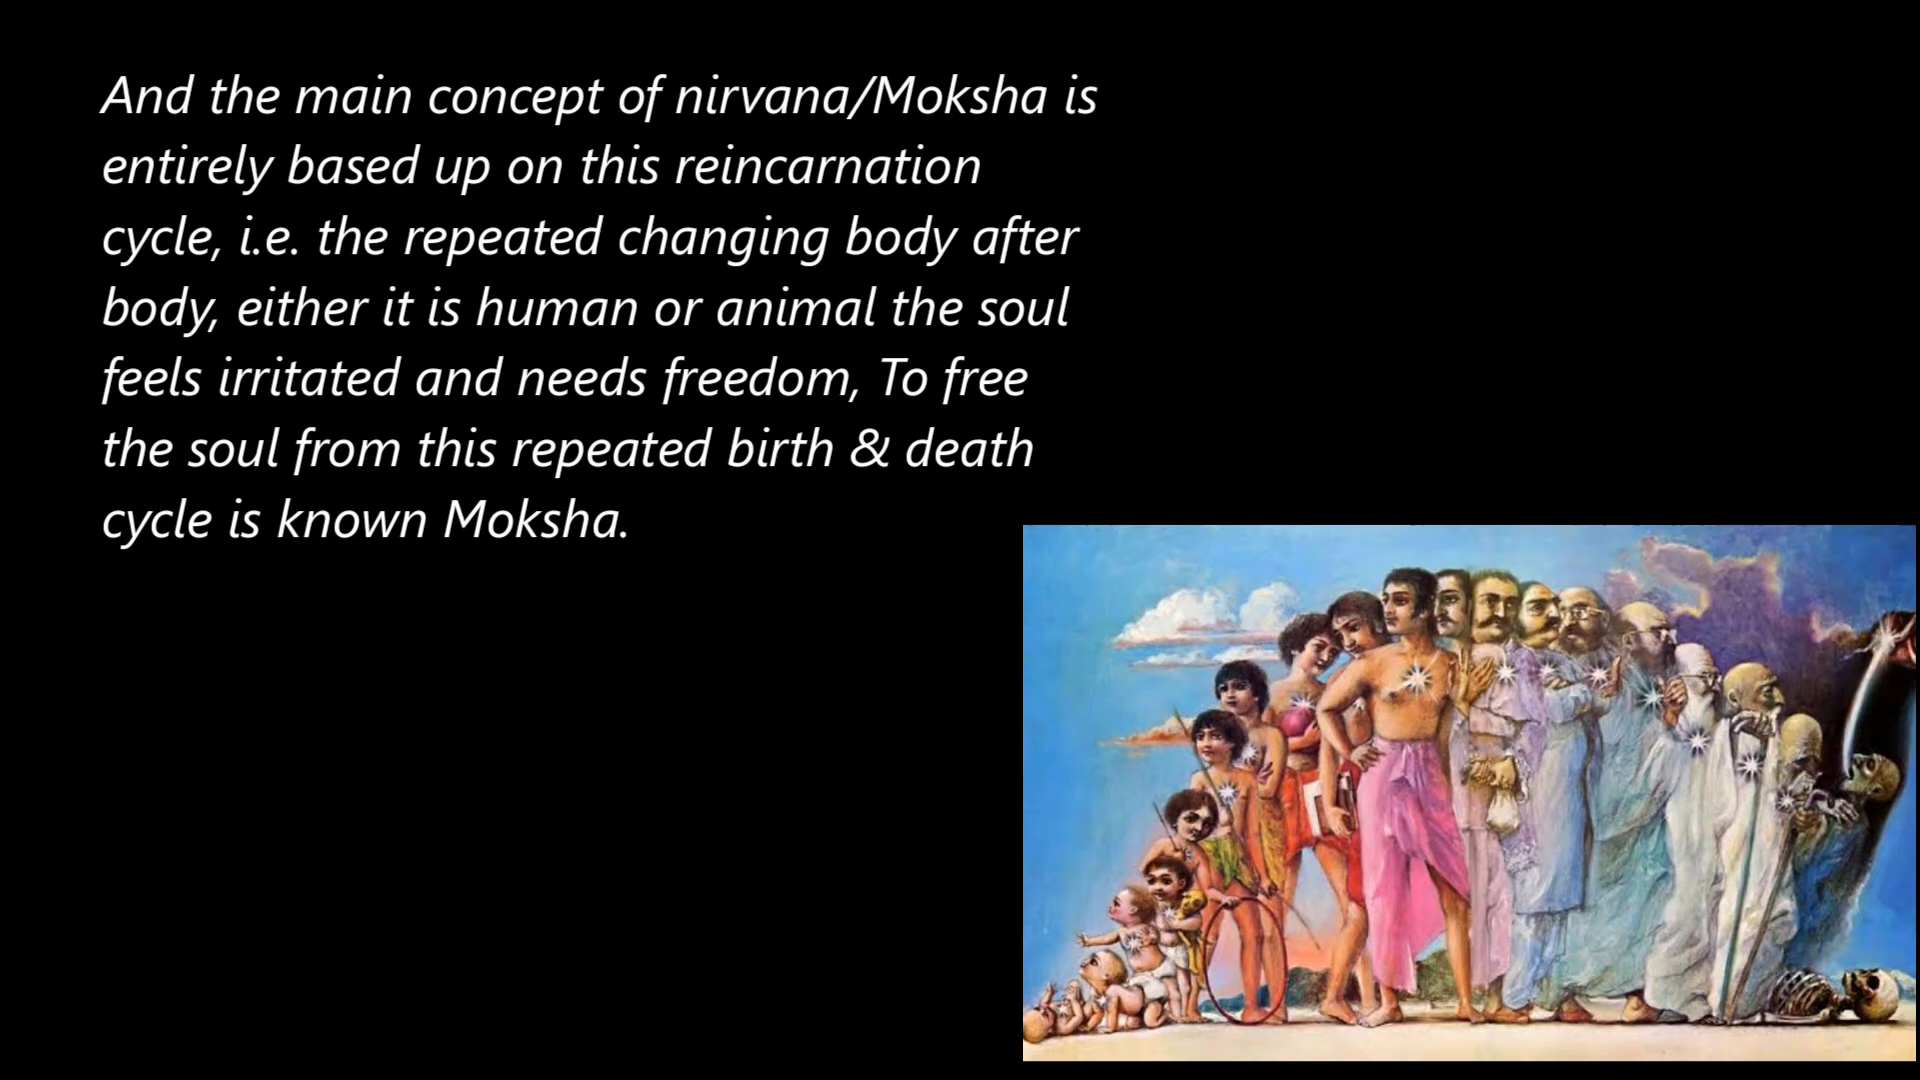 And the main concept of nirvana/Moksha is
entirely based up on this reincarnation
cycle, i.e. the repeated changing body after
body, either it is human or animal the soul
feels irritated and needs freedom, To free
the soul from this repeated birth & death
cycle is known Moksha.